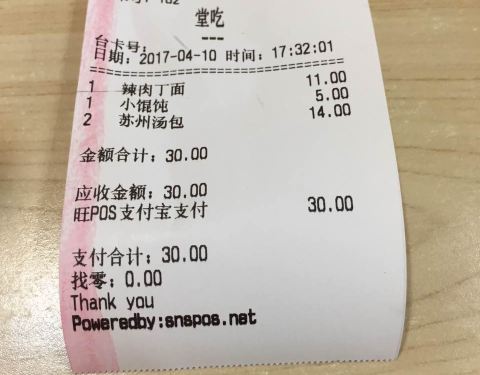 堂吃
台卡号： ---
日期：2017-04-10 时间：17:32:01
================================
1 辣肉丁面 11.00
1 小馄饨 5.00
2 苏州汤包 14.00
金额合计：30.00
应收金额：30.00
旺POS支付宝支付 30.00
支付合计：30.00
找零：0.00
Thank you
Poweredby:snspos.net